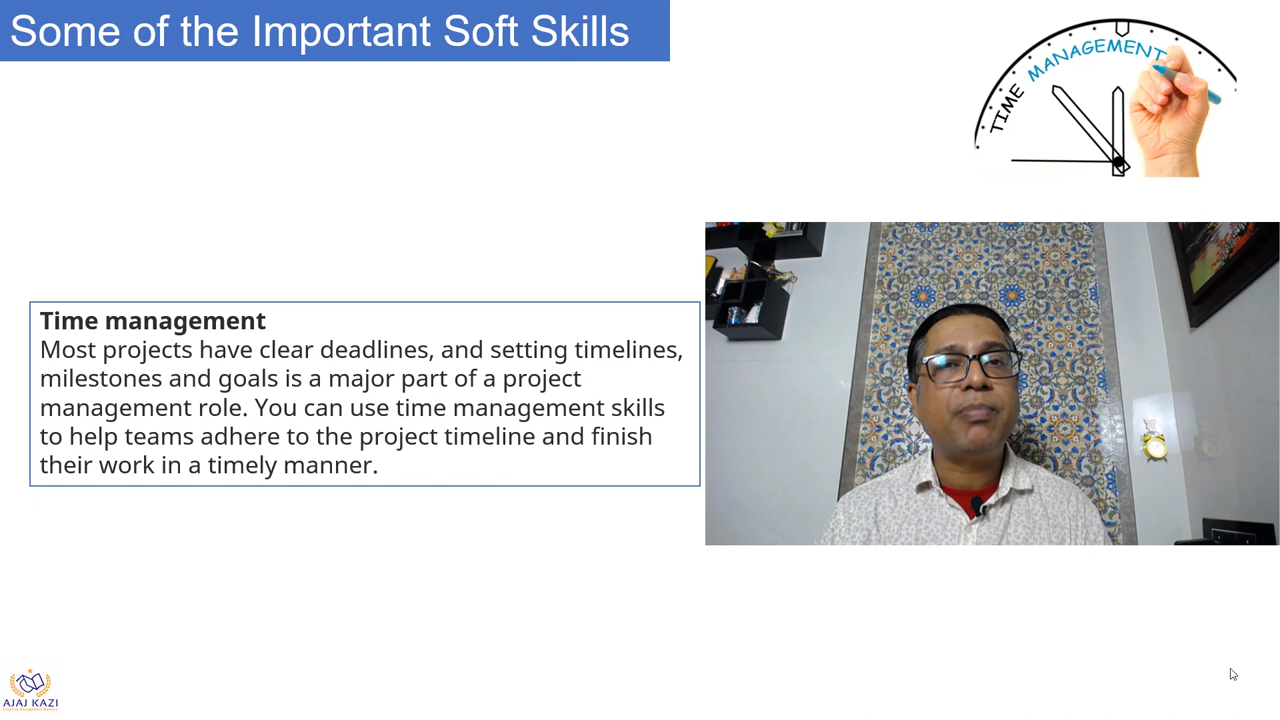 Some of the Important Soft Skills
TIME MANAGEMENT
Time management
Most projects have clear deadlines, and setting timelines,
milestones and goals is a major part of a project
management role. You can use time management skills
to help teams adhere to the project timeline and finish
their work in a timely manner.
AJAJ KAZI